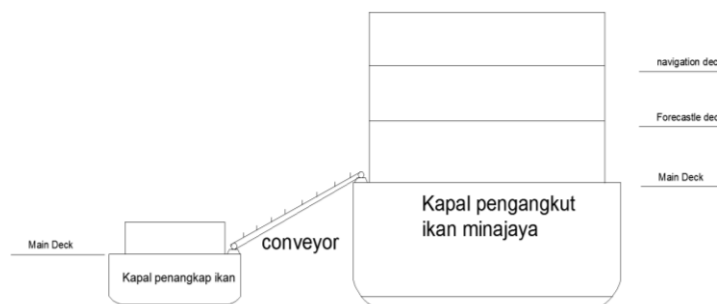 navigation dec
Forecastle dec
Main Deck
Kapal pengangkut
ikan minajaya
conveyor
Main Deck
Kapal penangkap ikan